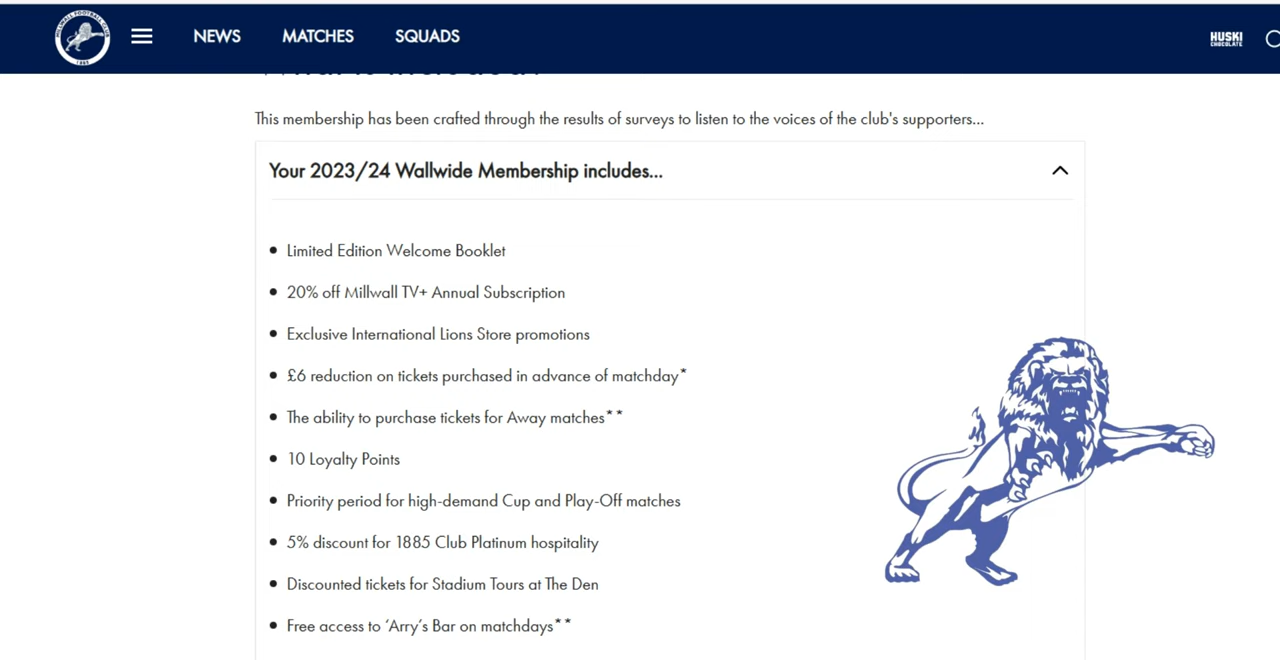 MILLWALL FOOTBALL CLUB
1885
NEWS
MATCHES
SQUADS
HUSKI
CHOCOLATE
This membership has been crafted through the results of surveys to listen to the voices of the club's supporters...
Your 2023/24 Wallwide Membership includes...
• Limited Edition Welcome Booklet
• 20% off Millwall TV+ Annual Subscription
• Exclusive International Lions Store promotions
• £6 reduction on tickets purchased in advance of matchday*
• The ability to purchase tickets for Away matches**
• 10 Loyalty Points
• Priority period for high-demand Cup and Play-Off matches
• 5% discount for 1885 Club Platinum hospitality
• Discounted tickets for Stadium Tours at The Den
• Free access to ‘Arry’s Bar on matchdays**